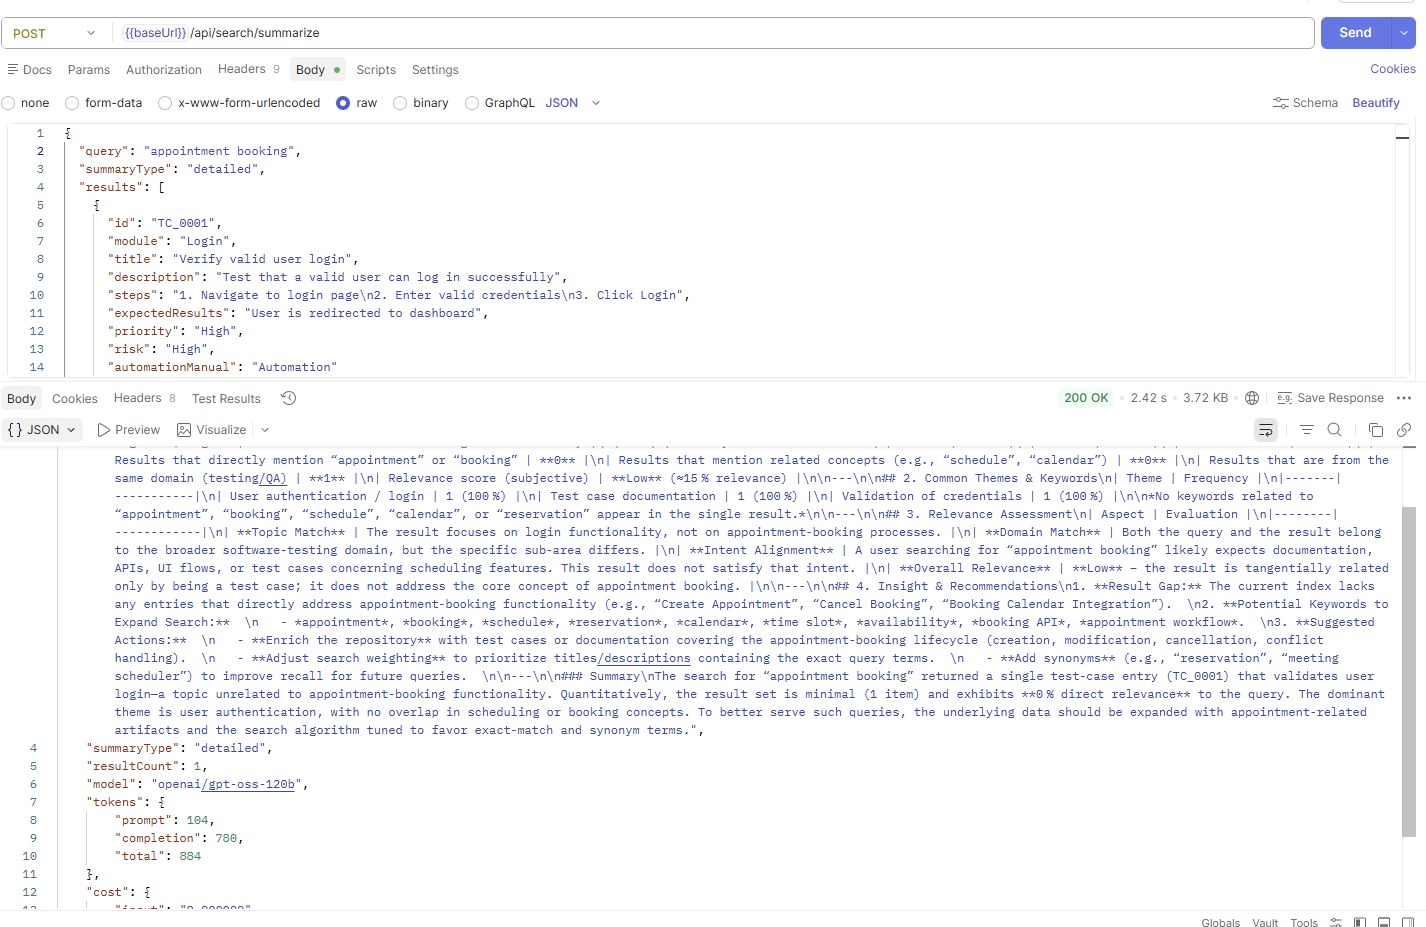 POST {{baseUrl}} /api/search/summarize Send
Docs Params Authorization Headers 9 Body Scripts Settings Cookies
none form-data x-www-form-urlencoded raw binary GraphQL JSON Schema Beautify
1 {
2 "query": "appointment booking",
3 "summaryType": "detailed",
4 "results": [
5 {
6 "id": "TC_0001",
7 "module": "Login",
8 "title": "Verify valid user login",
9 "description": "Test that a valid user can log in successfully",
10 "steps": "1. Navigate to login page\n2. Enter valid credentials\n3. Click Login",
11 "expectedResults": "User is redirected to dashboard",
12 "priority": "High",
13 "risk": "High",
14 "automationManual": "Automation"
Body Cookies Headers 8 Test Results 200 OK • 2.42 s • 3.72 KB • e.g. Save Response
{} JSON Preview Visualize
Results that directly mention “appointment” or “booking” | **0** |\n| Results that mention related concepts (e.g., “schedule”, “calendar”) | **0** |\n| Results that are from the
same domain (testing/QA) | **1** |\n| Relevance score (subjective) | **Low** (≈15 % relevance) |\n\n---\n\n## 2. Common Themes & Keywords\n| Theme | Frequency |\n|-------|
-----------|\n| User authentication / login | 1 (100 %) |\n| Test case documentation | 1 (100 %) |\n| Validation of credentials | 1 (100 %) |\n\n*No keywords related to
“appointment”, “booking”, “schedule”, “calendar”, or “reservation” appear in the single result.*\n\n---\n\n## 3. Relevance Assessment\n| Aspect | Evaluation |\n|--------|
------------|\n| **Topic Match** | The result focuses on login functionality, not on appointment-booking processes. |\n| **Domain Match** | Both the query and the result belong
to the broader software-testing domain, but the specific sub-area differs. |\n| **Intent Alignment** | A user searching for “appointment booking” likely expects documentation,
APIs, UI flows, or test cases concerning scheduling features. This result does not satisfy that intent. |\n| **Overall Relevance** | **Low** – the result is tangentially related
only by being a test case; it does not address the core concept of appointment booking. |\n\n---\n\n## 4. Insight & Recommendations\n1. **Result Gap:** The current index lacks
any entries that directly address appointment-booking functionality (e.g., “Create Appointment”, “Cancel Booking”, “Booking Calendar Integration”).  \n2. **Potential Keywords to
Expand Search:**  \n   - *appointment*, *booking*, *schedule*, *reservation*, *calendar*, *time slot*, *availability*, *booking API*, *appointment workflow*.  \n3. **Suggested
Actions:**  \n   - **Enrich the repository** with test cases or documentation covering the appointment-booking lifecycle (creation, modification, cancellation, conflict
handling).  \n   - **Adjust search weighting** to prioritize titles/descriptions containing the exact query terms.  \n   - **Add synonyms** (e.g., “reservation”, “meeting
scheduler”) to improve recall for future queries.  \n\n---\n\n### Summary\nThe search for “appointment booking” returned a single test-case entry (TC_0001) that validates user
login—a topic unrelated to appointment-booking functionality. Quantitatively, the result set is minimal (1 item) and exhibits **0 % direct relevance** to the query. The dominant
theme is user authentication, with no overlap in scheduling or booking concepts. To better serve such queries, the underlying data should be expanded with appointment-related
artifacts and the search algorithm tuned to favor exact-match and synonym terms.",
4 "summaryType": "detailed",
5 "resultCount": 1,
6 "model": "openai/gpt-oss-120b",
7 "tokens": {
8 "prompt": 104,
9 "completion": 780,
10 "total": 884
11 },
12 "cost": {
Globals Vault Tools